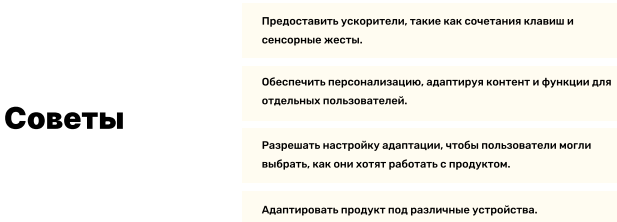 Советы
Предоставить ускорители, такие как сочетания клавиш и
сенсорные жесты.
Обеспечить персонализацию, адаптируя контент и функции для
отдельных пользователей.
Разрешать настройку адаптации, чтобы пользователи могли
выбрать, как они хотят работать с продуктом.
Адаптировать продукт под различные устройства.